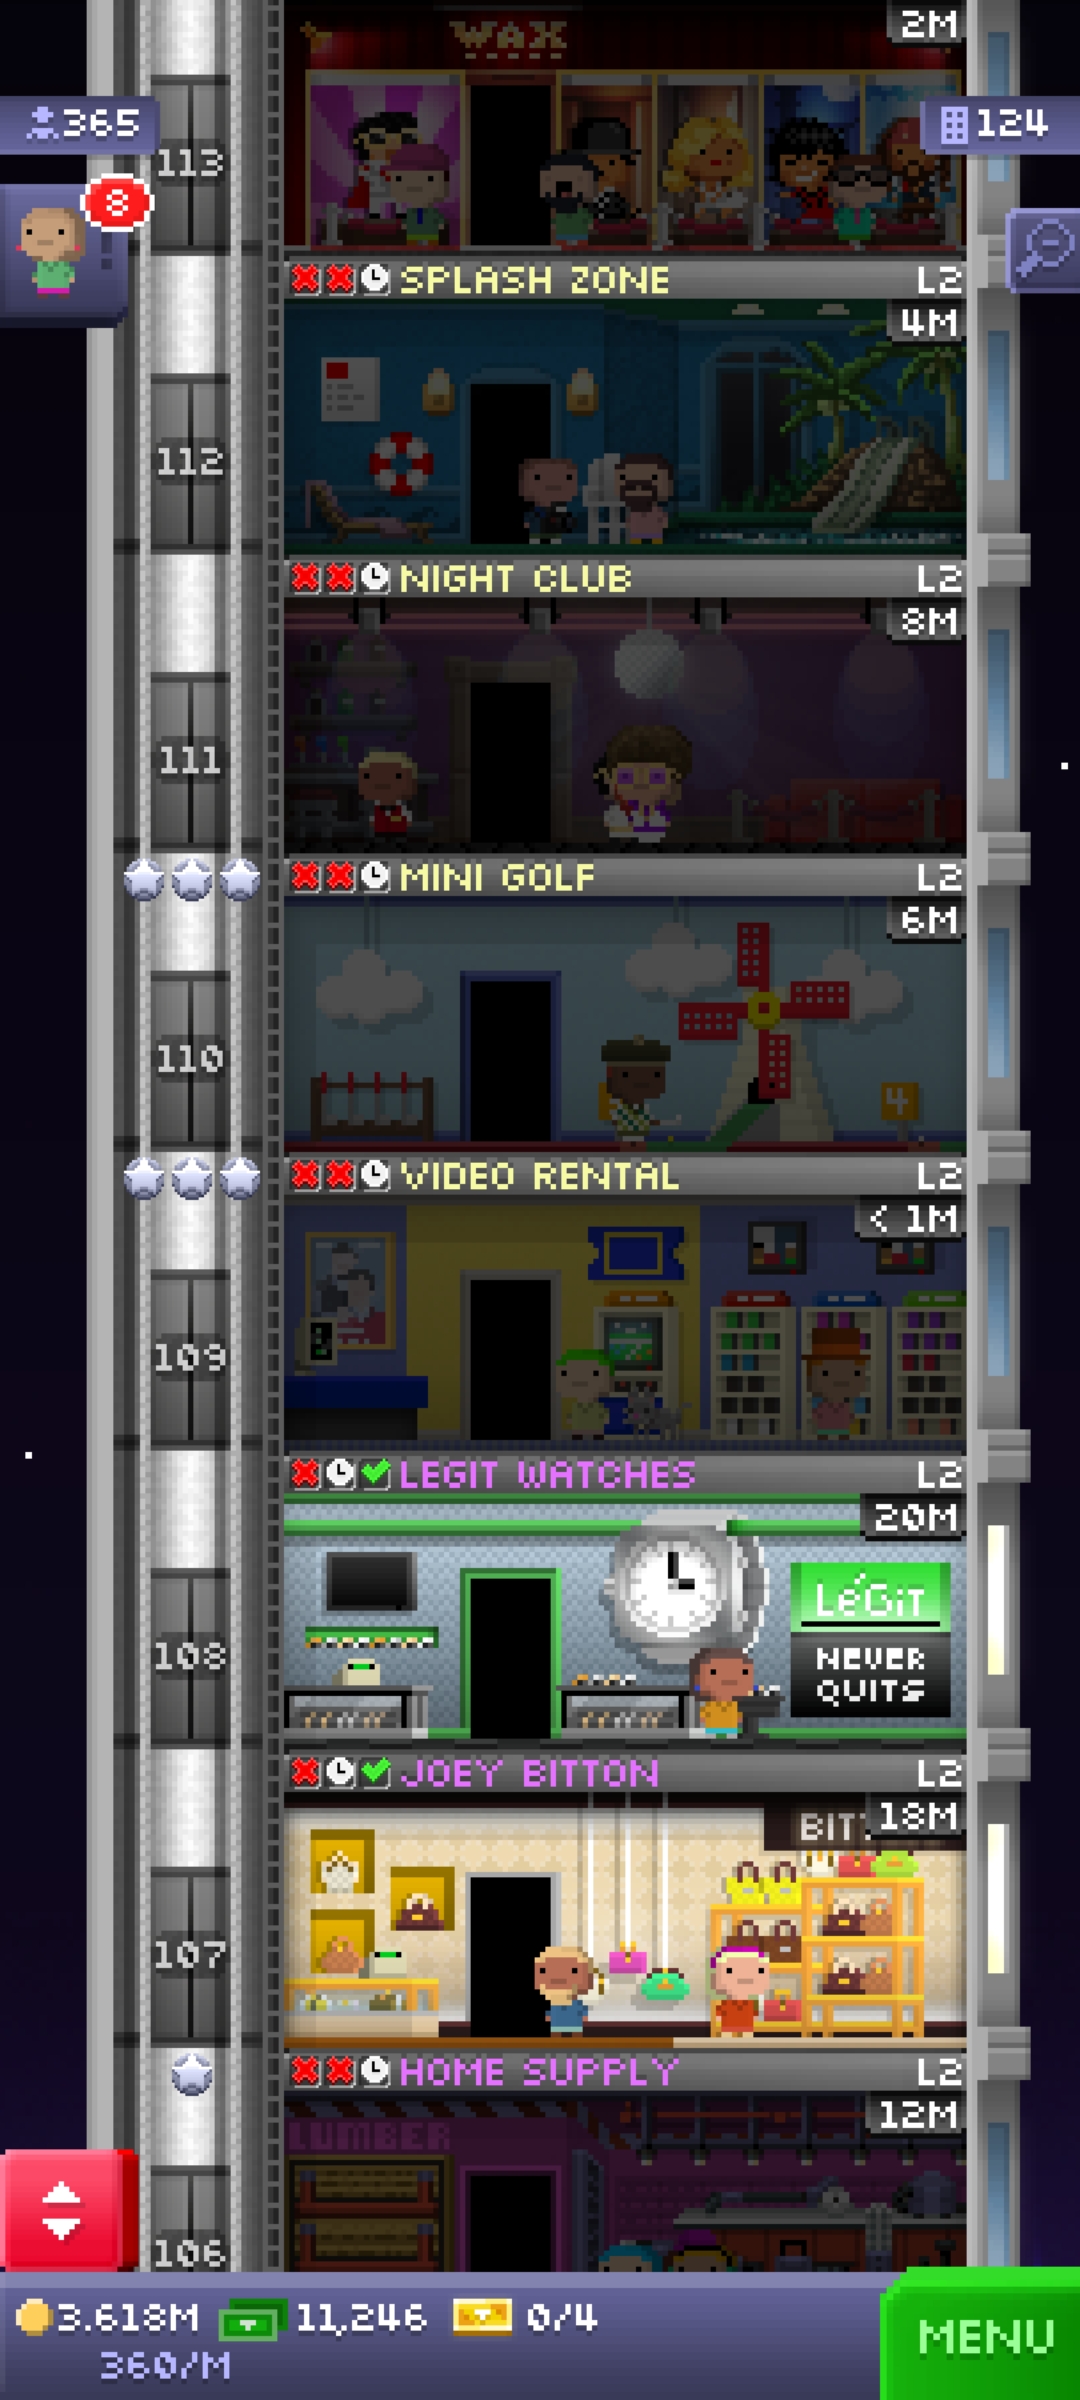 WAX
2M
365
124
113
8
SPLASH ZONE
L2
4M
112
NIGHT CLUB
L2
8M
111
MINI GOLF
L2
6M
110
4
VIDEO RENTAL
L2
< 1M
109
LEGIT WATCHES
L2
20M
LéGiT
NEVER
QUITS
108
JOEY BITTON
L2
18M
BIT
107
HOME SUPPLY
L2
12M
LUMBER
106
3.618M
11,246
0/4
360/M
MENU